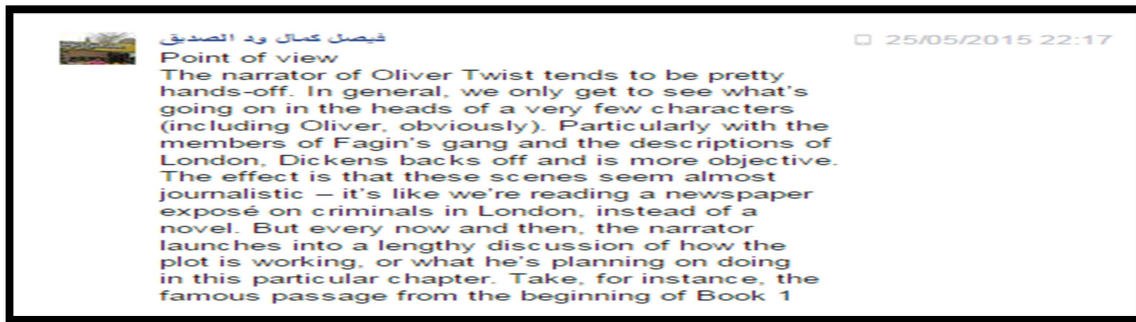 فيصل كمال ود الصديق
25/05/2015 22:17
Point of view
The narrator of Oliver Twist tends to be pretty
hands-off. In general, we only get to see what's
going on in the heads of a very few characters
(including Oliver, obviously). Particularly with the
members of Fagin's gang and the descriptions of
London, Dickens backs off and is more objective.
The effect is that these scenes seem almost
journalistic – it's like we're reading a newspaper
exposé on criminals in London, instead of a
novel. But every now and then, the narrator
launches into a lengthy discussion of how the
plot is working, or what he's planning on doing
in this particular chapter. Take, for instance, the
famous passage from the beginning of Book 1